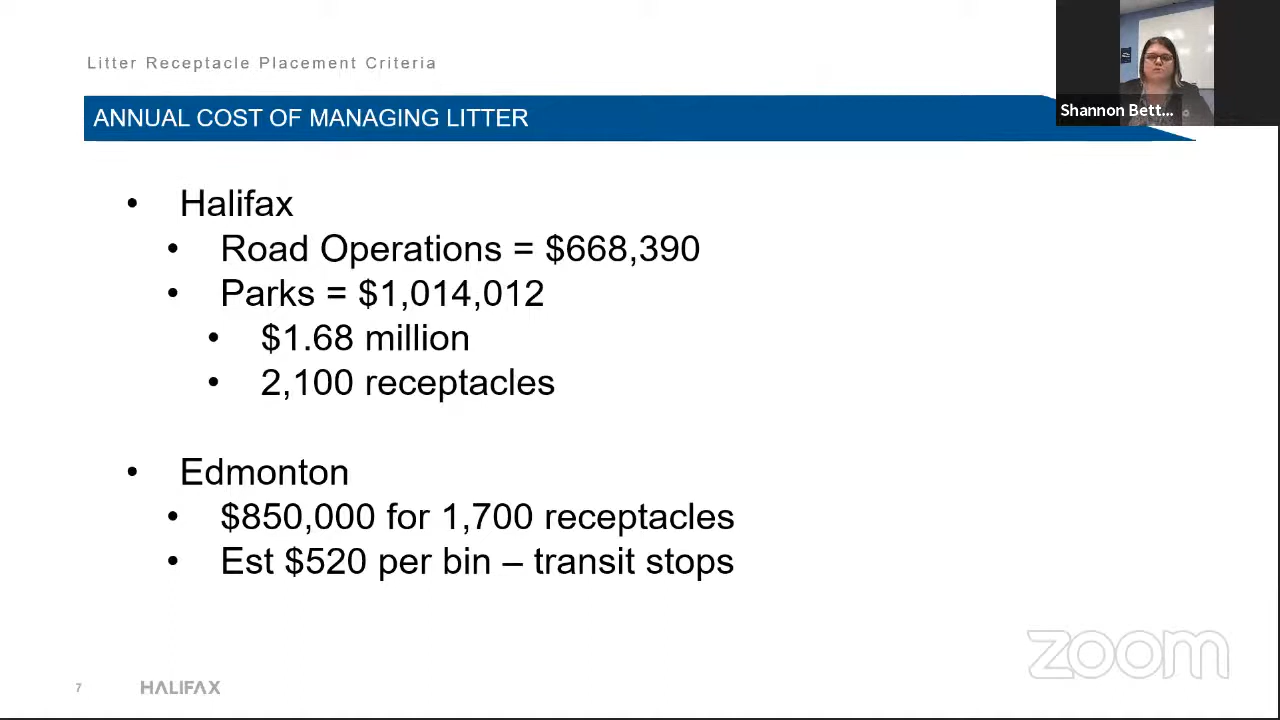 Litter Receptacle Placement Criteria
Shannon Bett...
ANNUAL COST OF MANAGING LITTER
• Halifax
• Road Operations = $668,390
• Parks = $1,014,012
• $1.68 million
• 2,100 receptacles
• Edmonton
• $850,000 for 1,700 receptacles
• Est $520 per bin – transit stops
zoom
7 HALIFAX